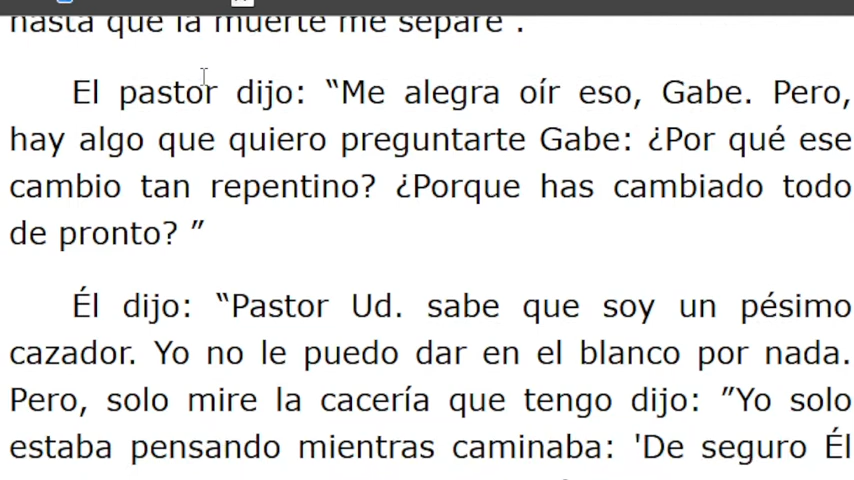 hasta que la muerte me separe”.
El pastor dijo: “Me alegra oír eso, Gabe. Pero,
hay algo que quiero preguntarte Gabe: ¿Por qué ese
cambio tan repentino? ¿Porque has cambiado todo
de pronto? ”
Él dijo: “Pastor Ud. sabe que soy un pésimo
cazador. Yo no le puedo dar en el blanco por nada.
Pero, solo mire la cacería que tengo dijo: ”Yo solo
estaba pensando mientras caminaba: 'De seguro Él